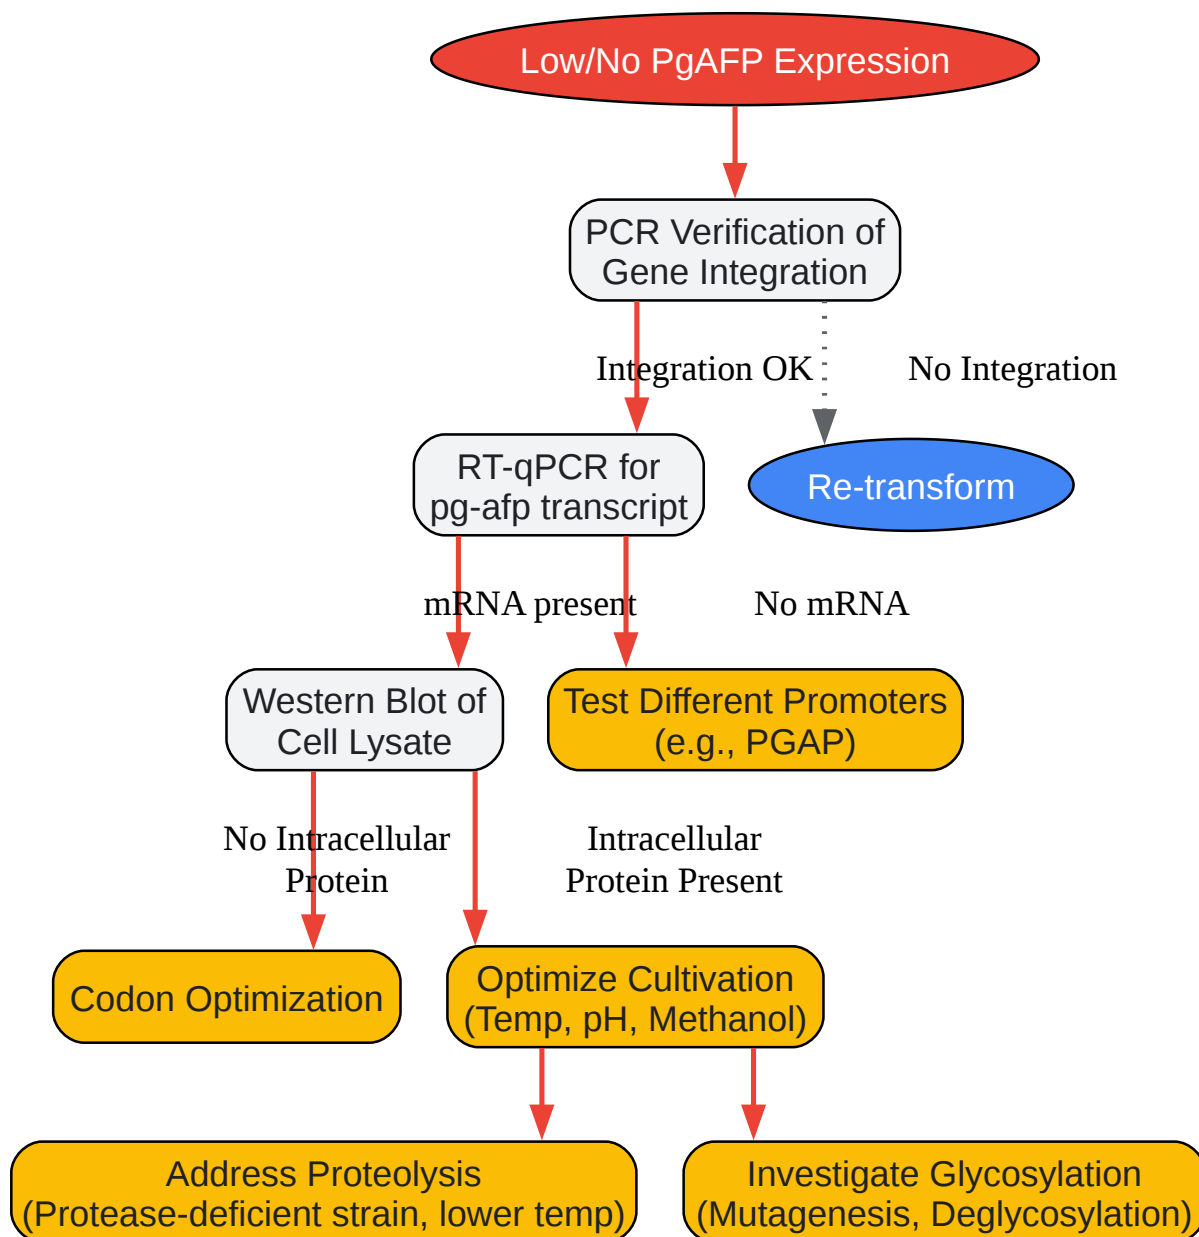 Low/No PgAFP Expression
PCR Verification of
Gene Integration
Integration OK
No Integration
RT-qPCR for
pg-afp transcript
Re-transform
mRNA present
No mRNA
Western Blot of
Cell Lysate
Test Different Promoters
(e.g., PGAP)
No Intracellular
Protein
Intracellular
Protein Present
Codon Optimization
Optimize Cultivation
(Temp, pH, Methanol)
Address Proteolysis
(Protease-deficient strain, lower temp)
Investigate Glycosylation
(Mutagenesis, Deglycosylation)